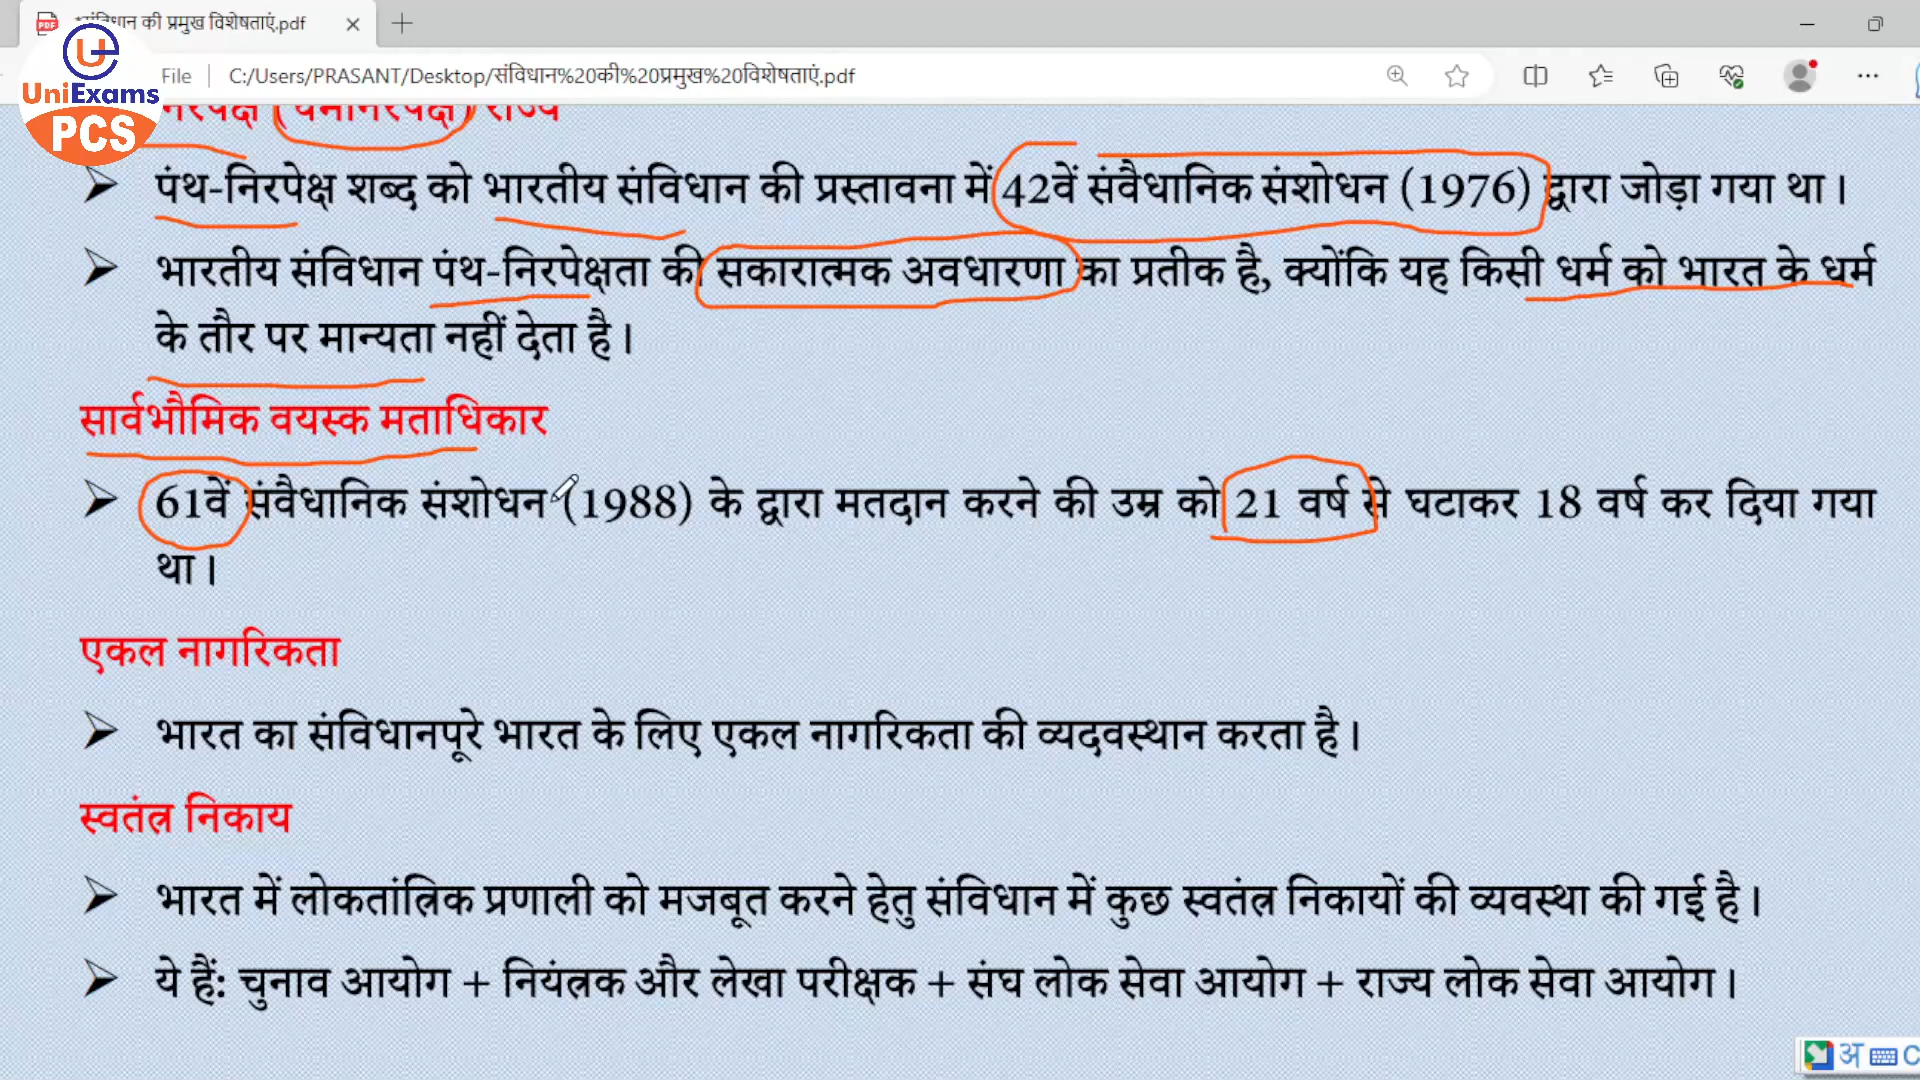 *संविधान की प्रमुख विशेषताएं.pdf
UniExams
PCS
File
C:/Users/PRASANT/Desktop/संविधान%20की%20प्रमुख%20विशेषताएं.pdf
निरपेक्ष (धर्मनिरपेक्ष) राज्य
पंथ-निरपेक्ष शब्द को भारतीय संविधान की प्रस्तावना में 42वें संवैधानिक संशोधन (1976) द्वारा जोड़ा गया था।
भारतीय संविधान पंथ-निरपेक्षता की सकारात्मक अवधारणा का प्रतीक है, क्योंकि यह किसी धर्म को भारत के धर्म
के तौर पर मान्यता नहीं देता है।
सार्वभौमिक वयस्क मताधिकार
61वें संवैधानिक संशोधन (1988) के द्वारा मतदान करने की उम्र को 21 वर्ष से घटाकर 18 वर्ष कर दिया गया
था।
एकल नागरिकता
भारत का संविधानपूरे भारत के लिए एकल नागरिकता की व्यदवस्थान करता है।
स्वतंत्र निकाय
भारत में लोकतांत्रिक प्रणाली को मजबूत करने हेतु संविधान में कुछ स्वतंत्र निकायों की व्यवस्था की गई है।
ये हैं: चुनाव आयोग + नियंत्रक और लेखा परीक्षक + संघ लोक सेवा आयोग + राज्य लोक सेवा आयोग।
अ